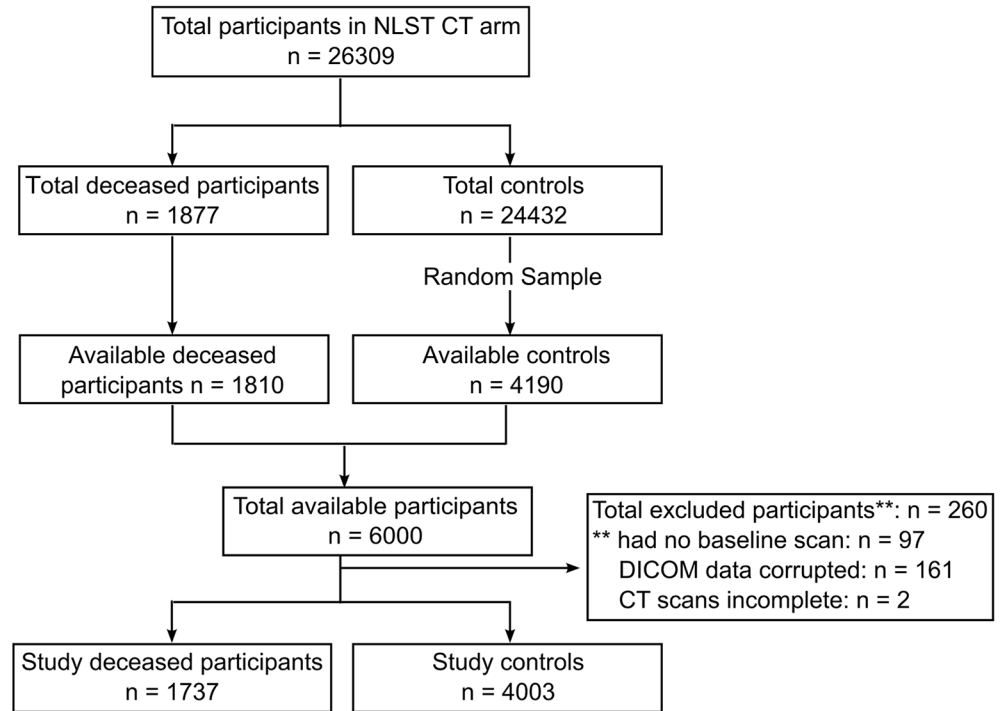 Total participants in NLST CT arm
n = 26309
Total deceased participants
n = 1877
Total controls
n = 24432
Random Sample
Available deceased
participants n = 1810
Available controls
n = 4190
Total available participants
n = 6000
Total excluded participants**: n = 260
** had no baseline scan: n = 97
DICOM data corrupted: n = 161
CT scans incomplete: n = 2
Study deceased participants
n = 1737
Study controls
n = 4003